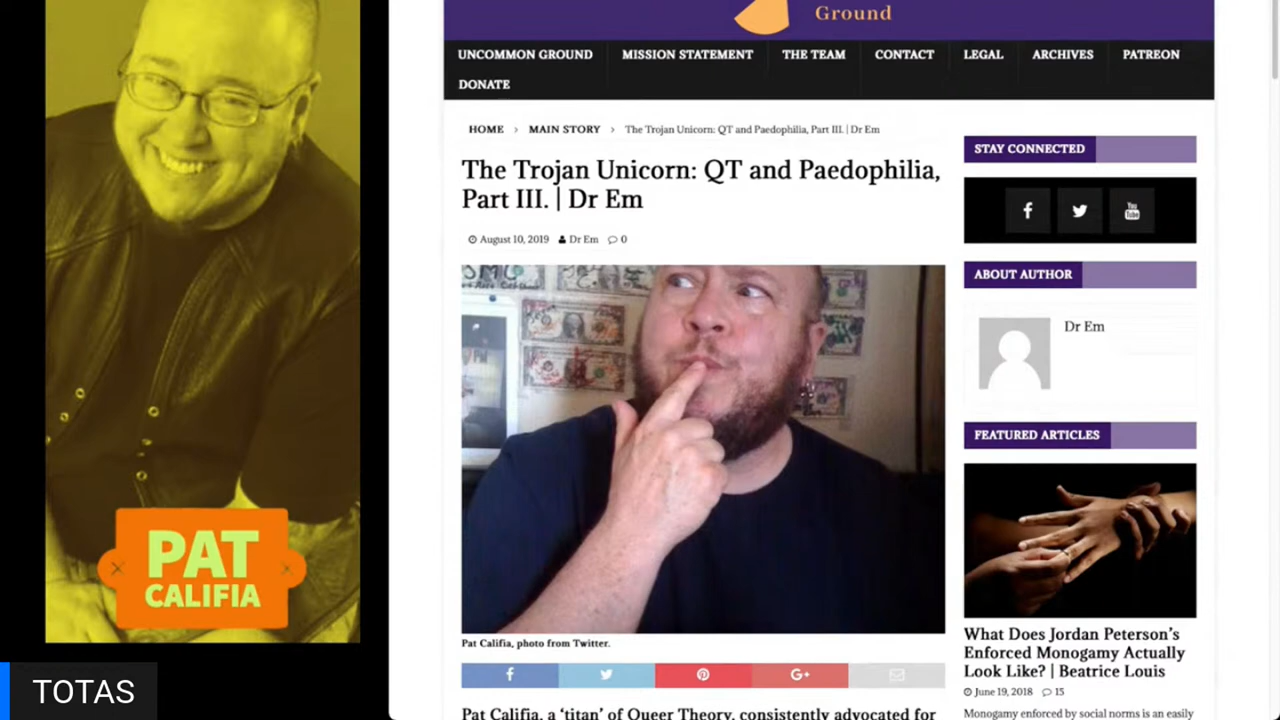 PAT
CALIFIA
TOTAS
Ground
UNCOMMON GROUND
MISSION STATEMENT
THE TEAM
CONTACT
LEGAL
ARCHIVES
PATREON
DONATE
HOME › MAIN STORY › The Trojan Unicorn: QT and Paedophilia, Part III. | Dr Em
The Trojan Unicorn: QT and Paedophilia,
Part III. | Dr Em
August 10, 2019 Dr Em 0
Pat Califia, photo from Twitter.
Pat Califia, a ‘titan’ of Queer Theory, consistently advocated for
STAY CONNECTED
You
Tube
ABOUT AUTHOR
Dr Em
FEATURED ARTICLES
What Does Jordan Peterson’s
Enforced Monogamy Actually
Look Like? | Beatrice Louis
June 19, 2018 15
Monogamy enforced by social norms is an easily